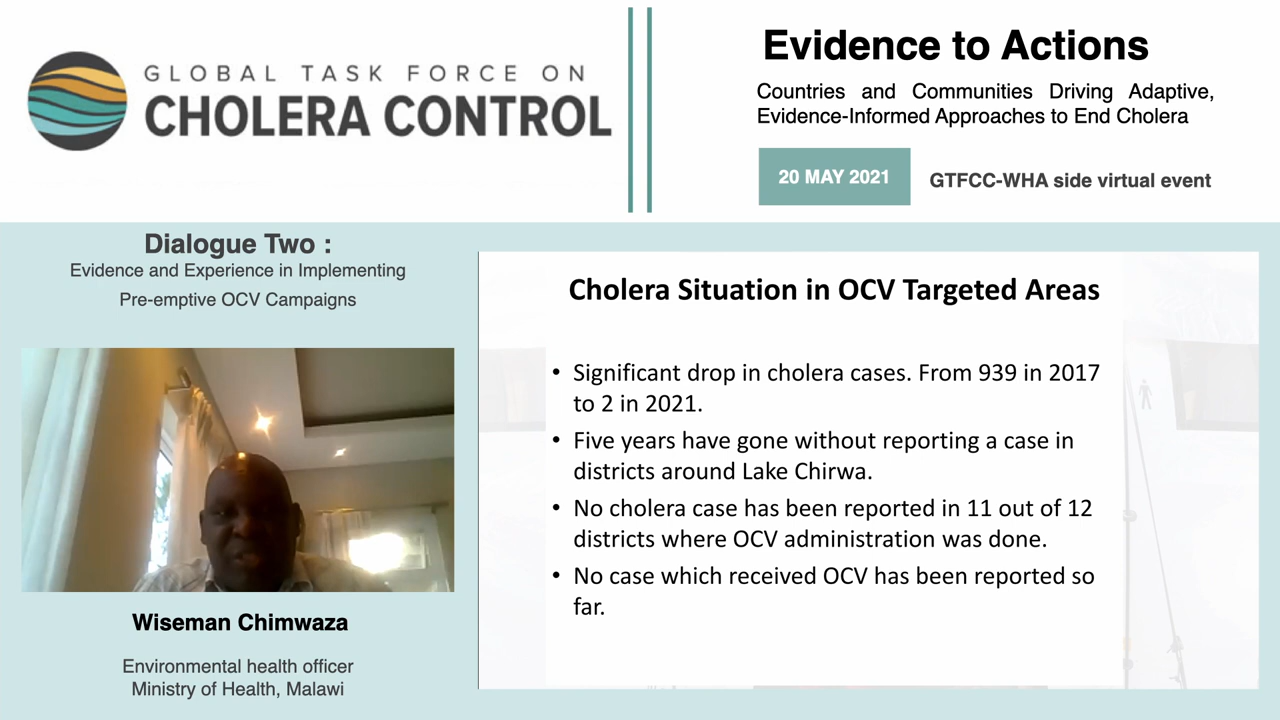 GLOBAL TASK FORCE ON
CHOLERA CONTROL
Evidence to Actions
Countries and Communities Driving Adaptive,
Evidence-Informed Approaches to End Cholera
20 MAY 2021
GTFCC-WHA side virtual event
Dialogue Two :
Evidence and Experience in Implementing
Pre-emptive OCV Campaigns
Wiseman Chimwaza
Environmental health officer
Ministry of Health, Malawi
Cholera Situation in OCV Targeted Areas
• Significant drop in cholera cases. From 939 in 2017
to 2 in 2021.
• Five years have gone without reporting a case in
districts around Lake Chirwa.
• No cholera case has been reported in 11 out of 12
districts where OCV administration was done.
• No case which received OCV has been reported so
far.